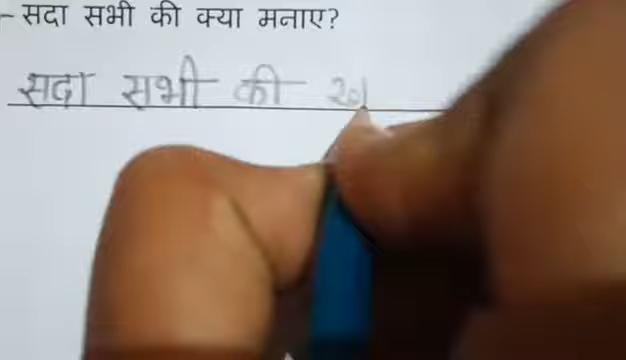 - सदा सभी की क्या मनाए?
सदा सभी की